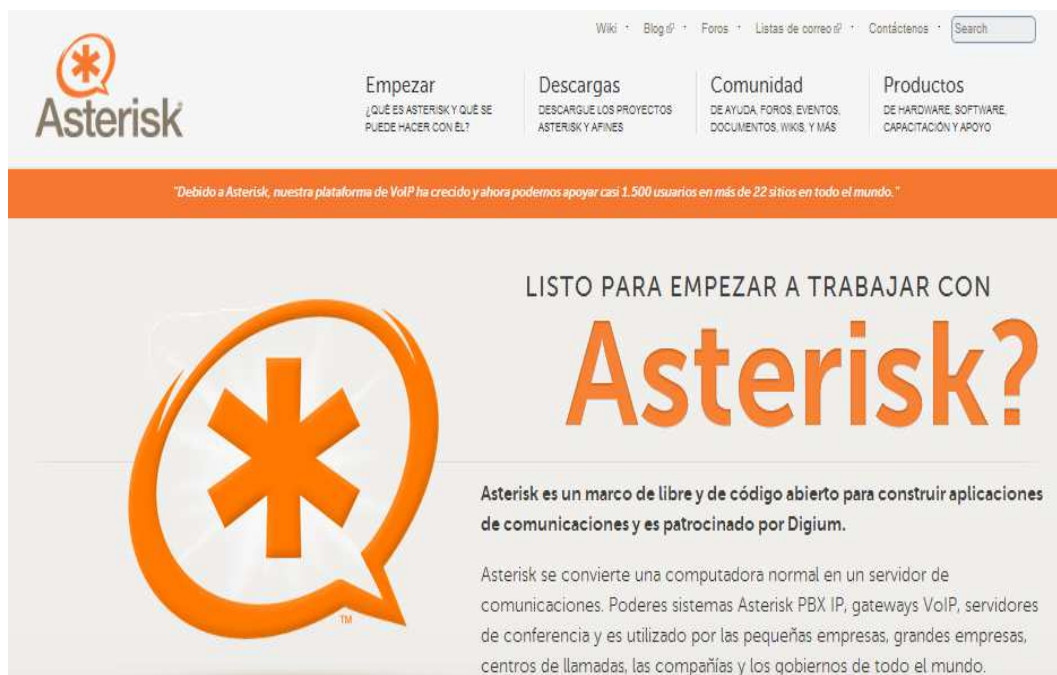 Wiki · Blog · Foros · Listas de correo · Contáctenos · Search
Asterisk
Empezar
¿QUÉ ES ASTERISK Y QUÉ SE
PUEDE HACER CON ÉL?
Descargas
DESCARGUE LOS PROYECTOS
ASTERISK Y AFINES
Comunidad
DE AYUDA, FOROS, EVENTOS,
DOCUMENTOS, WIKIS, Y MÁS
Productos
DE HARDWARE, SOFTWARE,
CAPACITACIÓN Y APOYO
"Debido a Asterisk, nuestra plataforma de VoIP ha crecido y ahora podemos apoyar casi 1.500 usuarios en más de 22 sitios en todo el mundo."
LISTO PARA EMPEZAR A TRABAJAR CON
Asterisk?
TM
Asterisk es un marco de libre y de código abierto para construir aplicaciones
de comunicaciones y es patrocinado por Digium.
Asterisk se convierte una computadora normal en un servidor de
comunicaciones. Poderes sistemas Asterisk PBX IP, gateways VoIP, servidores
de conferencia y es utilizado por las pequeñas empresas, grandes empresas,
centros de llamadas, las compañías y los gobiernos de todo el mundo.